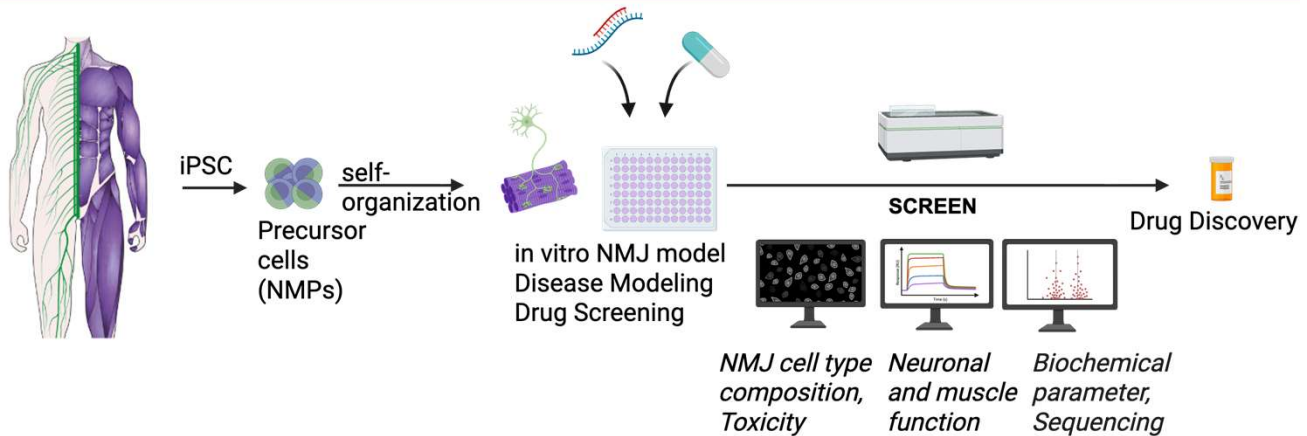 iPSC
Precursor
cells
(NMPs)
self-
organization
in vitro NMJ model
Disease Modeling
Drug Screening
SCREEN
Drug Discovery
NMJ cell type
composition,
Toxicity
Neuronal
and muscle
function
Biochemical
parameter,
Sequencing
Time (s)